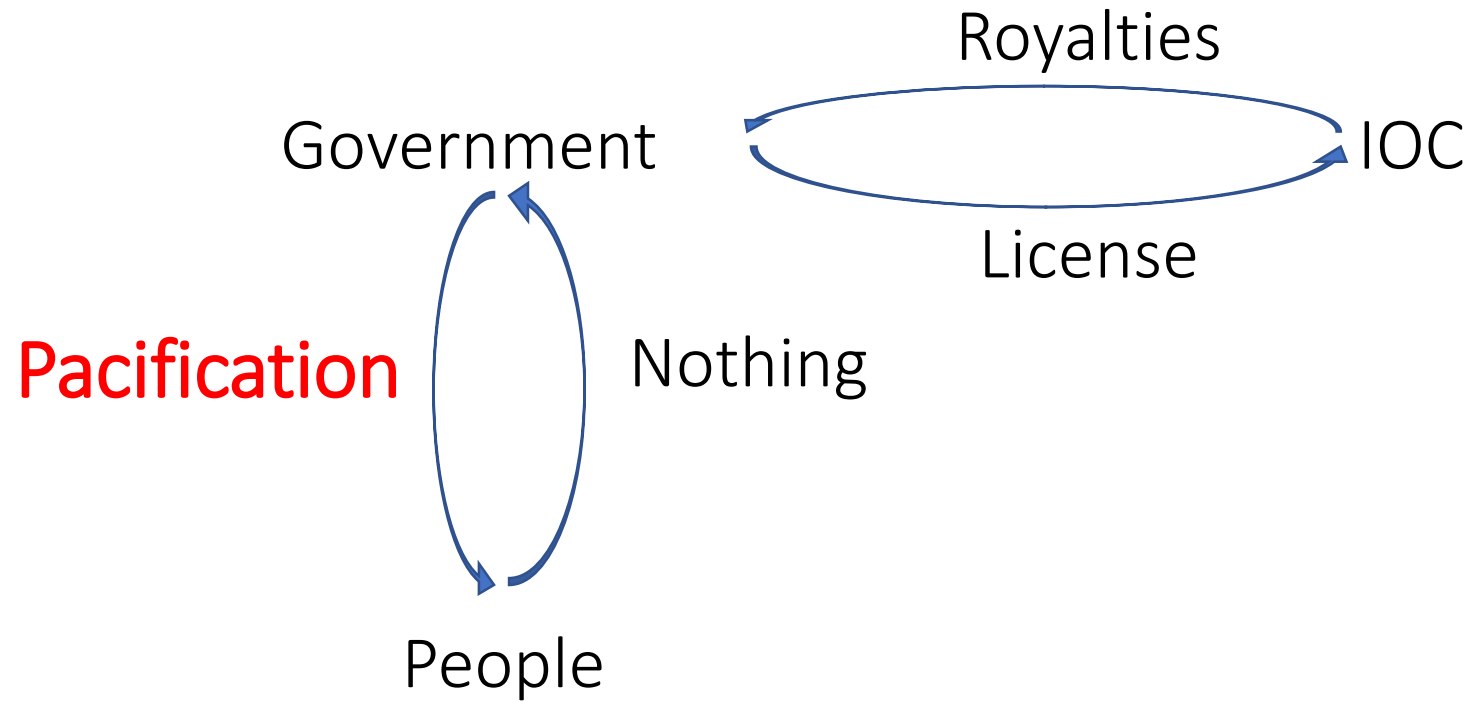 Royalties
Government
IOC
License
Pacification
Nothing
People